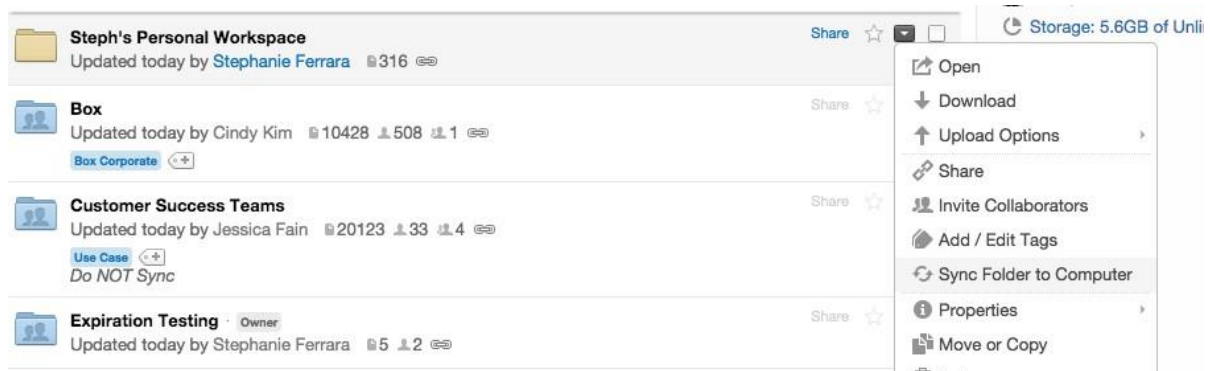 Steph's Personal Workspace
Updated today by Stephanie Ferrara 316
Share
Box
Updated today by Cindy Kim 10428 508 1
Share
Box Corporate
Customer Success Teams
Updated today by Jessica Fain 20123 33 4
Share
Use Case
Do NOT Sync
Expiration Testing · Owner
Updated today by Stephanie Ferrara 5 2
Share
Storage: 5.6GB of
Open
Download
Upload Options
Share
Invite Collaborators
Add / Edit Tags
Sync Folder to Computer
Properties
Move or Copy